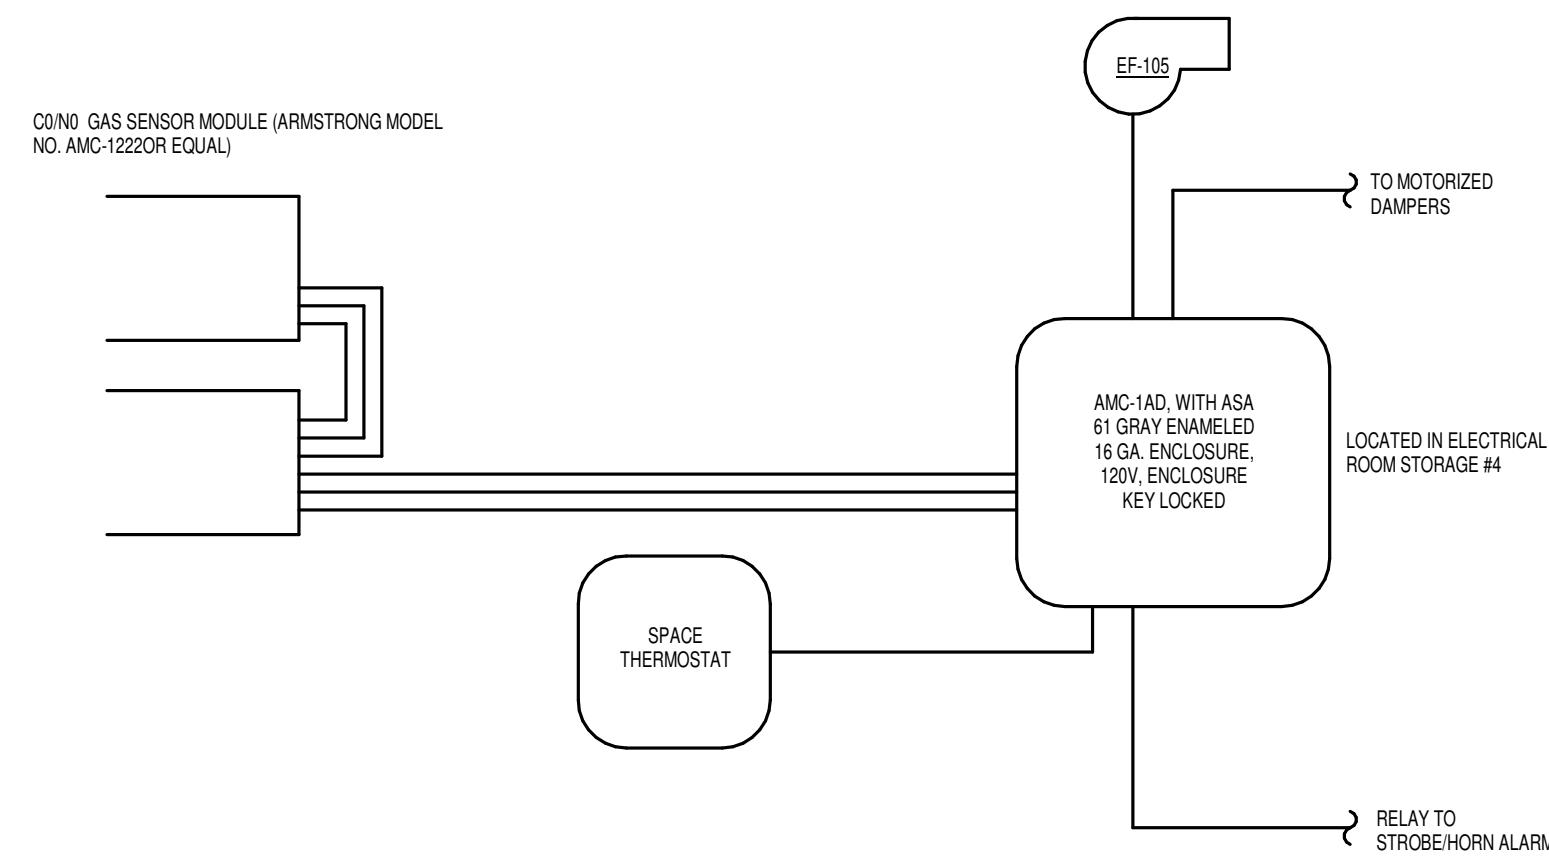 EF-105
C0/N0 GAS SENSOR MODULE (ARMSTRONG MODEL
NO. AMC-1222OR EQUAL)
TO MOTORIZED
DAMPERS
AMC-1AD, WITH ASA
61 GRAY ENAMELED
16 GA. ENCLOSURE,
120V, ENCLOSURE
KEY LOCKED
LOCATED IN ELECTRICAL
ROOM STORAGE #4
SPACE
THERMOSTAT
RELAY TO
STROBE/HORN ALARM